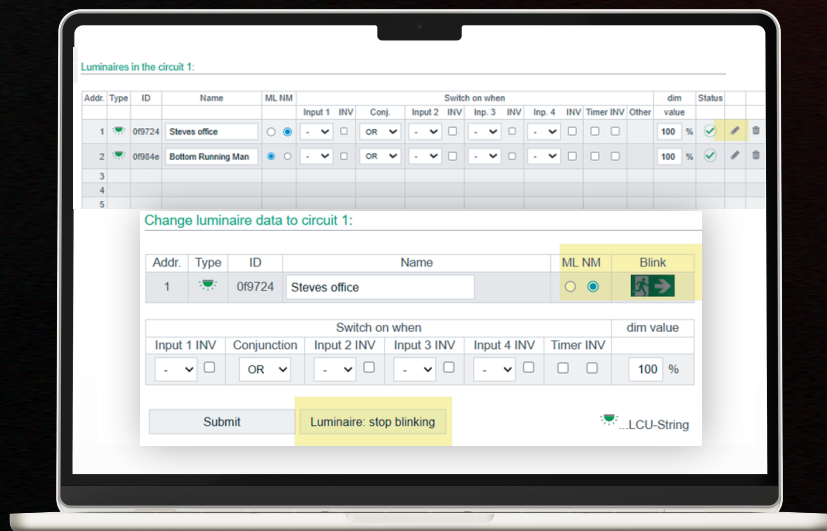 Luminaires in the circuit 1:
Addr. Type ID Name ML NM Switch on when dim Status
Input 1 INV Conj. Input 2 INV Inp. 3 INV Inp. 4 INV Timer INV Other value
1 0f9724 Steves office - OR - - - 100 %
2 0f984e Bottom Running Man - OR - - - 100 %
3
4
5
Change luminaire data to circuit 1:
Addr. Type ID Name ML NM Blink
1 0f9724 Steves office
Switch on when dim value
Input 1 INV Conjunction Input 2 INV Input 3 INV Input 4 INV Timer INV
- OR - - - 100 %
Submit Luminaire: stop blinking ...LCU-String